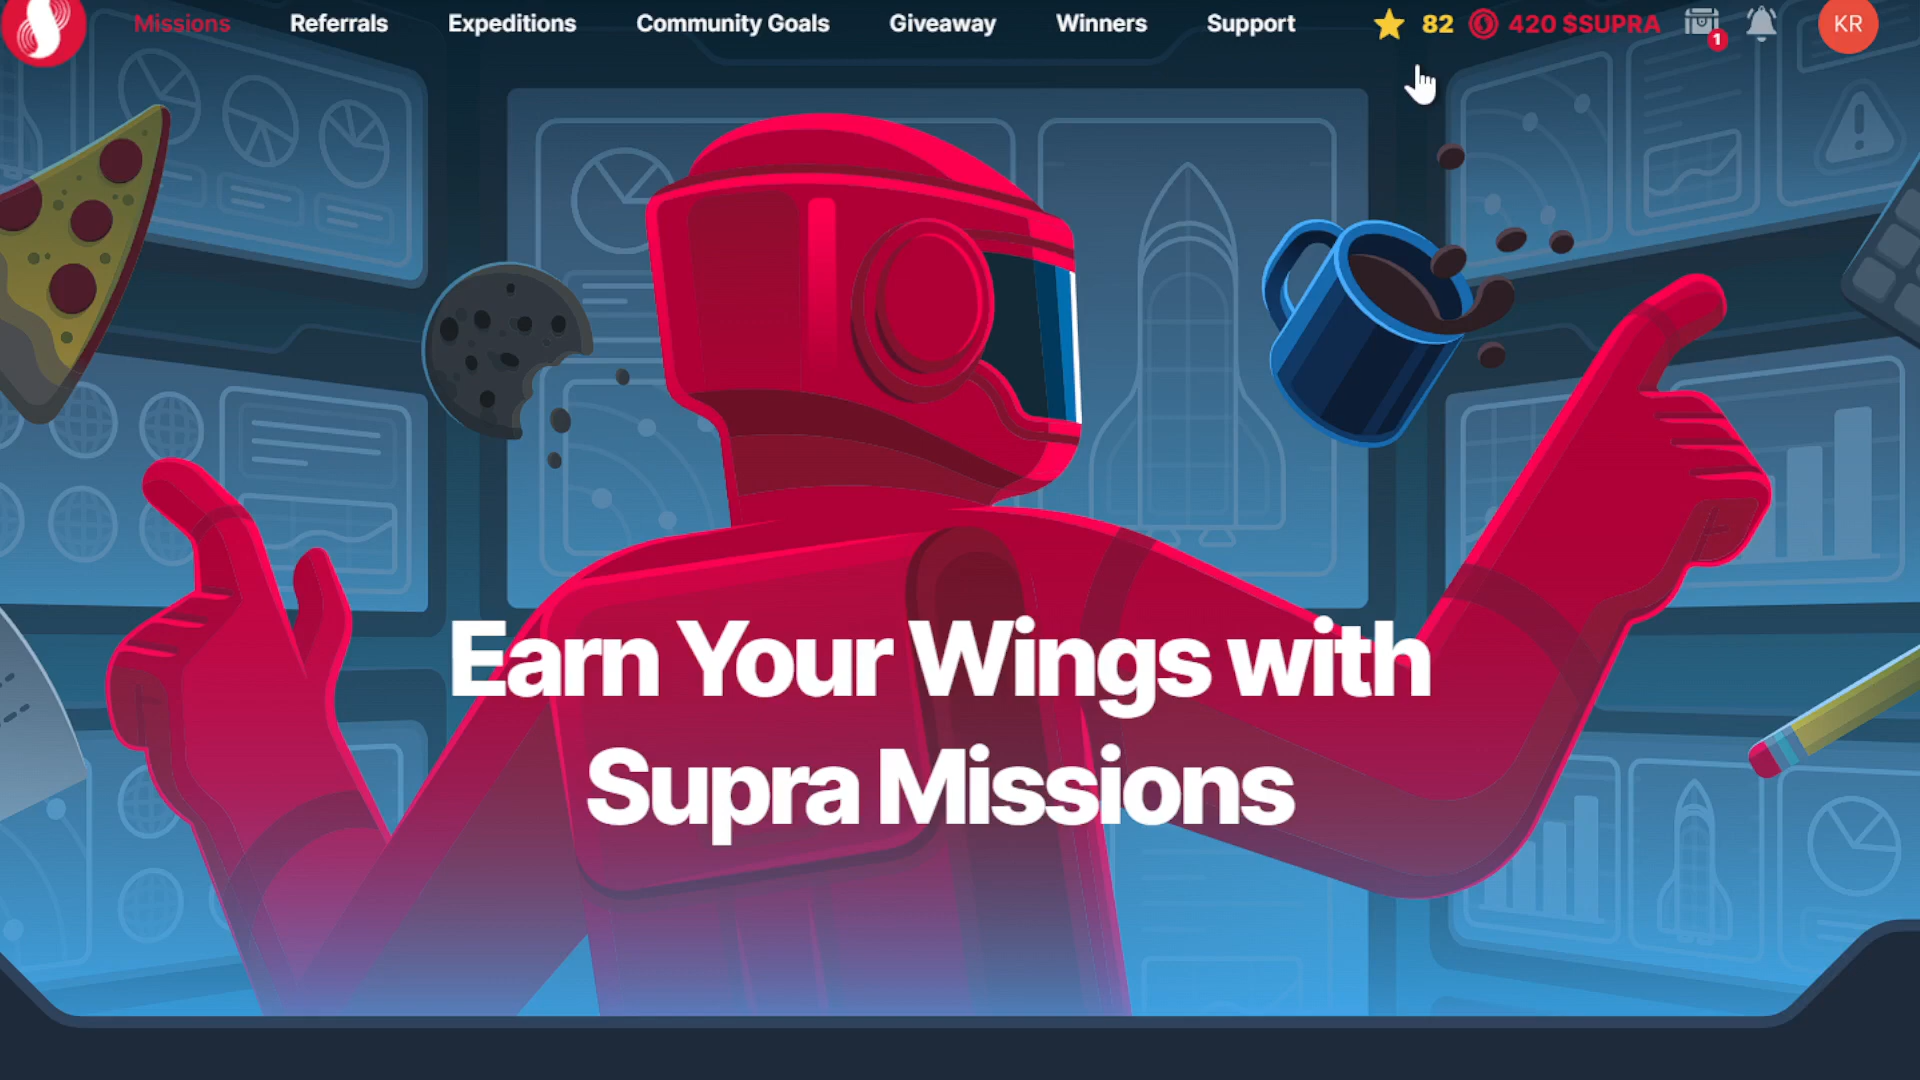 Missions Referrals Expeditions Community Goals Giveaway Winners Support 82 420 $SUPRA 1 KR
Earn Your Wings with
Supra Missions